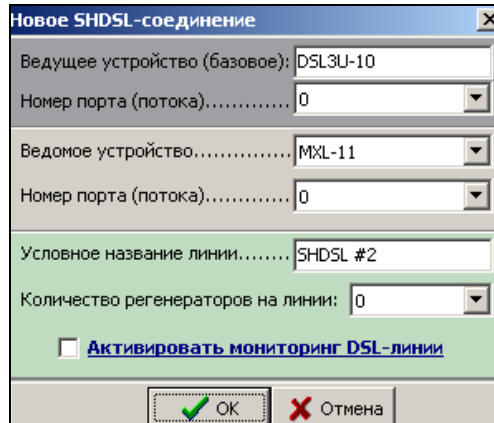 Новое SHDSL-соединение
Ведущее устройство (базовое): DSL3U-10
Номер порта (потока)............. 0
Ведомое устройство............... MXL-11
Номер порта (потока)............. 0
Условное название линии........ SHDSL #2
Количество регенераторов на линии: 0
Активировать мониторинг DSL-линии
OK Отмена